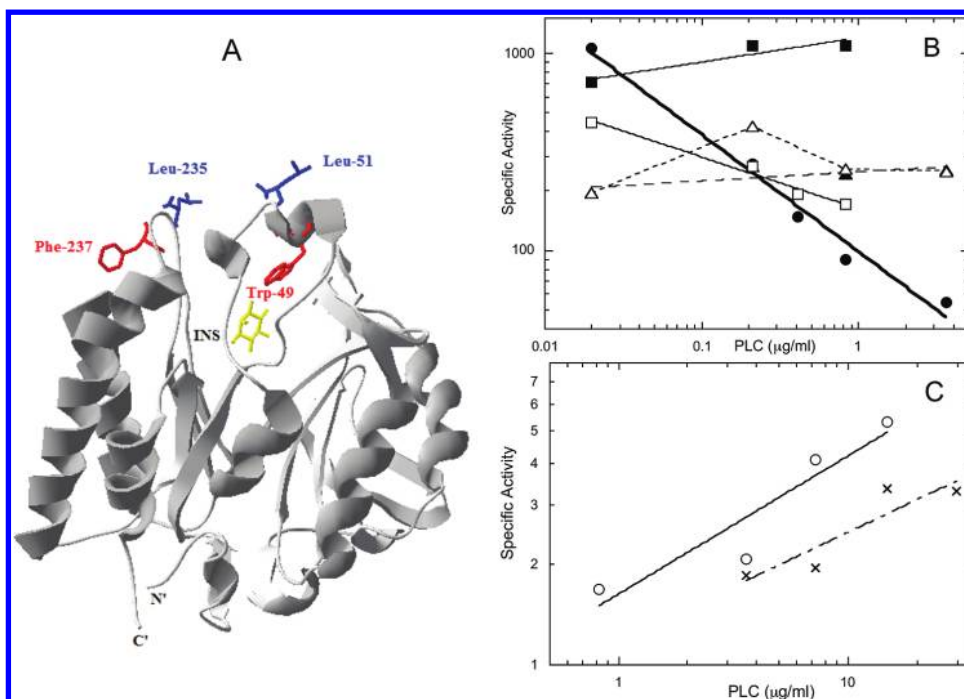 A
Leu-235
Leu-51
Phe-237
Trp-49
INS
N'
C'
B
1000
100
Specific Activity
0.01
0.1
1
PLC (μg/ml)
C
7
6
5
4
3
2
1
Specific Activity
1
10
PLC (μg/ml)